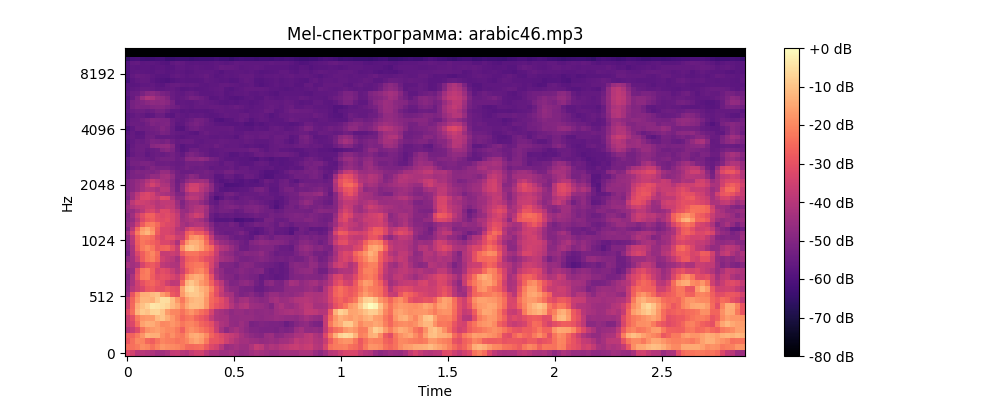 Mel-спектрограмма: arabic46.mp3
8192
4096
2048
1024
512
0
Hz
0
0.5
1
1.5
2
2.5
Time
+0 dB
-10 dB
-20 dB
-30 dB
-40 dB
-50 dB
-60 dB
-70 dB
-80 dB